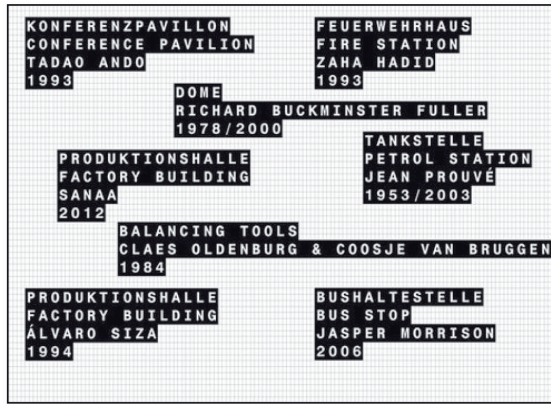 KONFERENZPAVILLON
CONFERENCE PAVILION
TADAO ANDO
1993
FEUERWEHRHAUS
FIRE STATION
ZAHA HADID
1993
DOME
RICHARD BUCKMINSTER FULLER
1978/2000
TANKSTELLE
PETROL STATION
JEAN PROUVÉ
1953/2003
PRODUKTIONSHALLE
FACTORY BUILDING
SANAA
2012
BALANCING TOOLS
CLAES OLDENBURG & COOSJE VAN BRUGGEN
1984
PRODUKTIONSHALLE
FACTORY BUILDING
ÁLVARO SIZA
1994
BUSHALTESTELLE
BUS STOP
JASPER MORRISON
2006